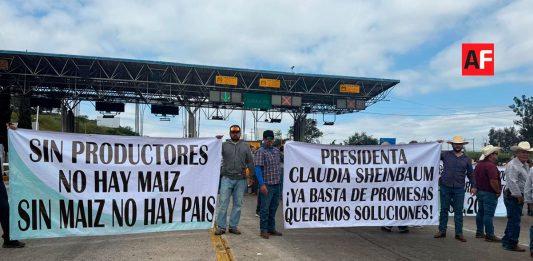 AF
SIN PRODUCTORES
NO HAY MAIZ,
SIN MAIZ NO HAY PAIS
PRESIDENTA
CLAUDIA SHEINBAUM
¡YA BASTA DE PROMESAS
QUEREMOS SOLUCIONES!